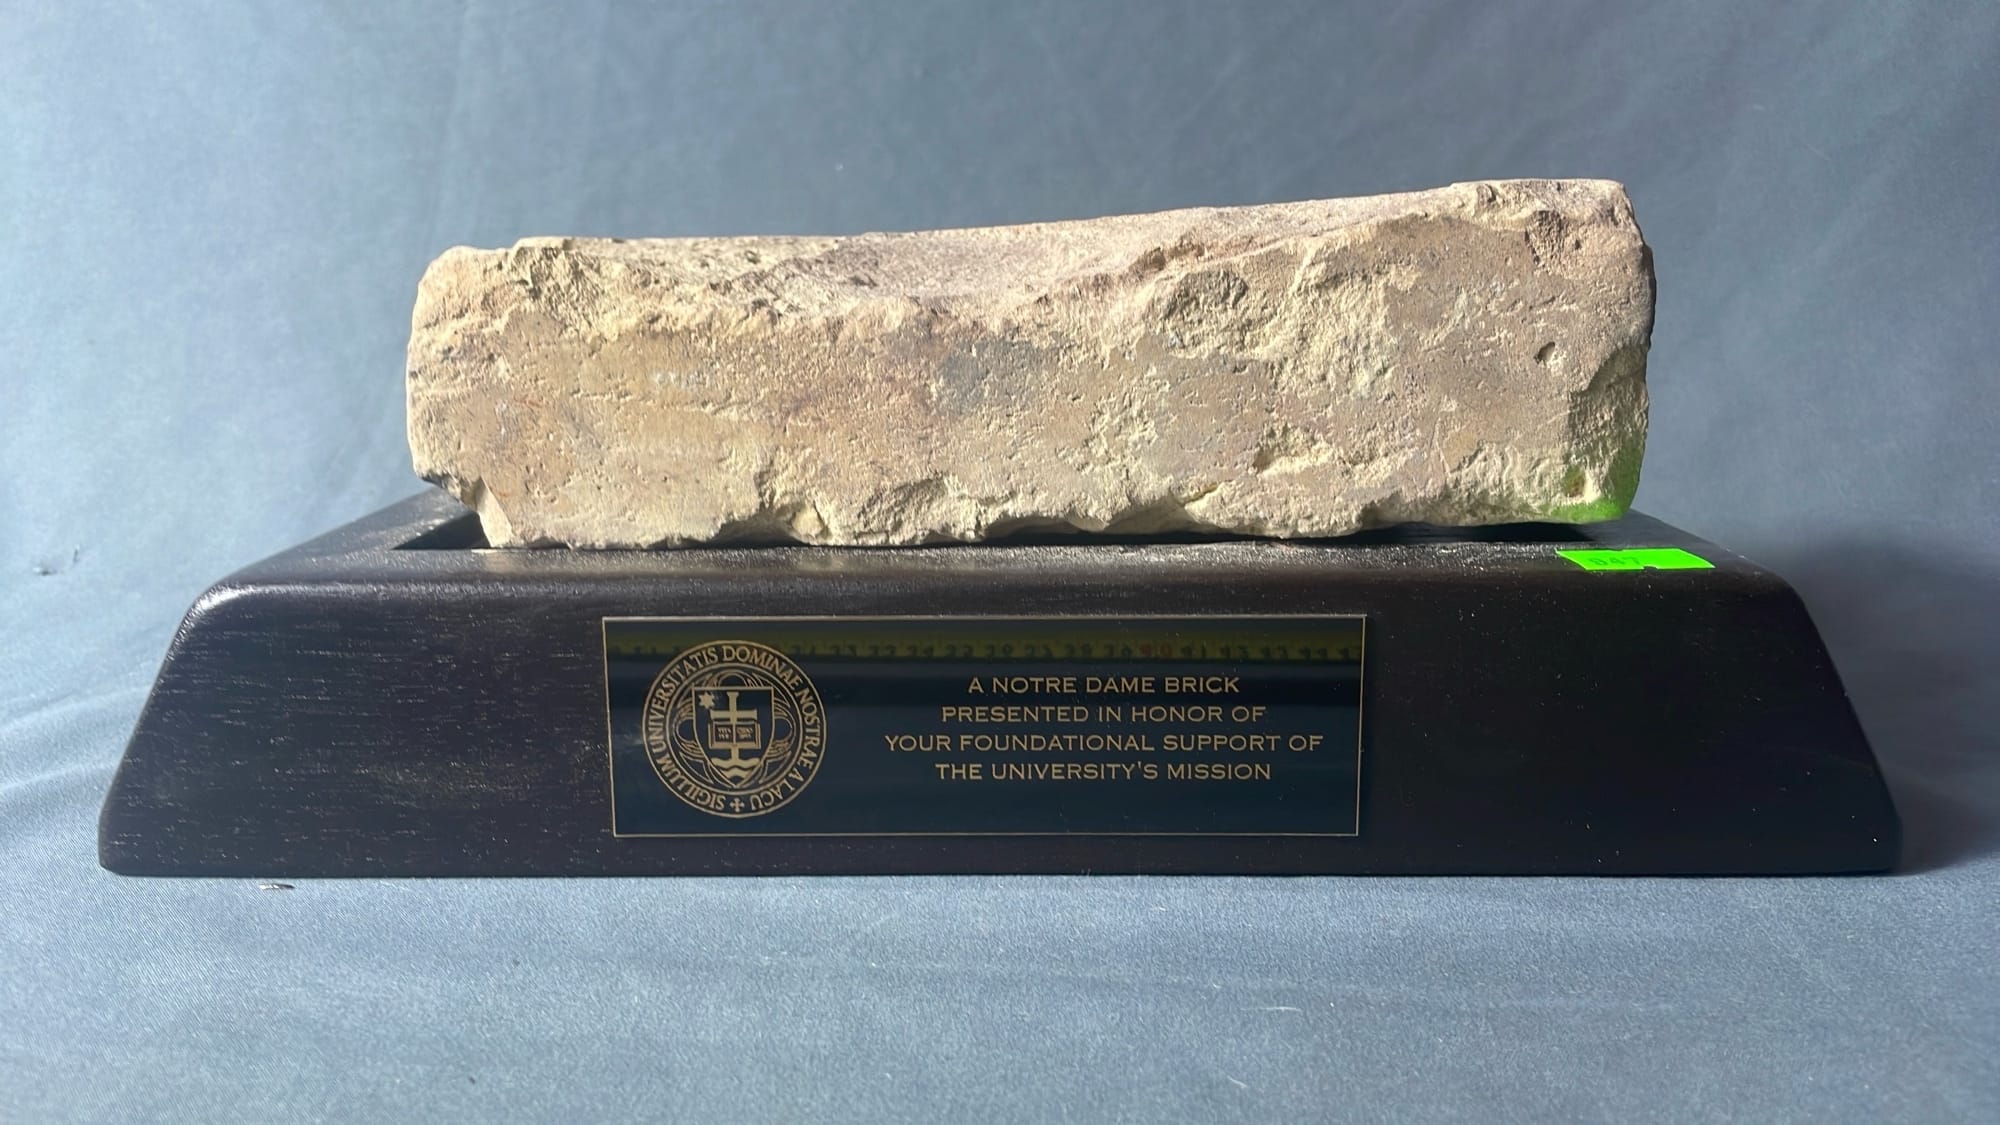 SIGILLUM UNIVERSITATIS DOMINAE NOSTRAE A LACU
A NOTRE DAME BRICK
PRESENTED IN HONOR OF
YOUR FOUNDATIONAL SUPPORT OF
THE UNIVERSITY'S MISSION